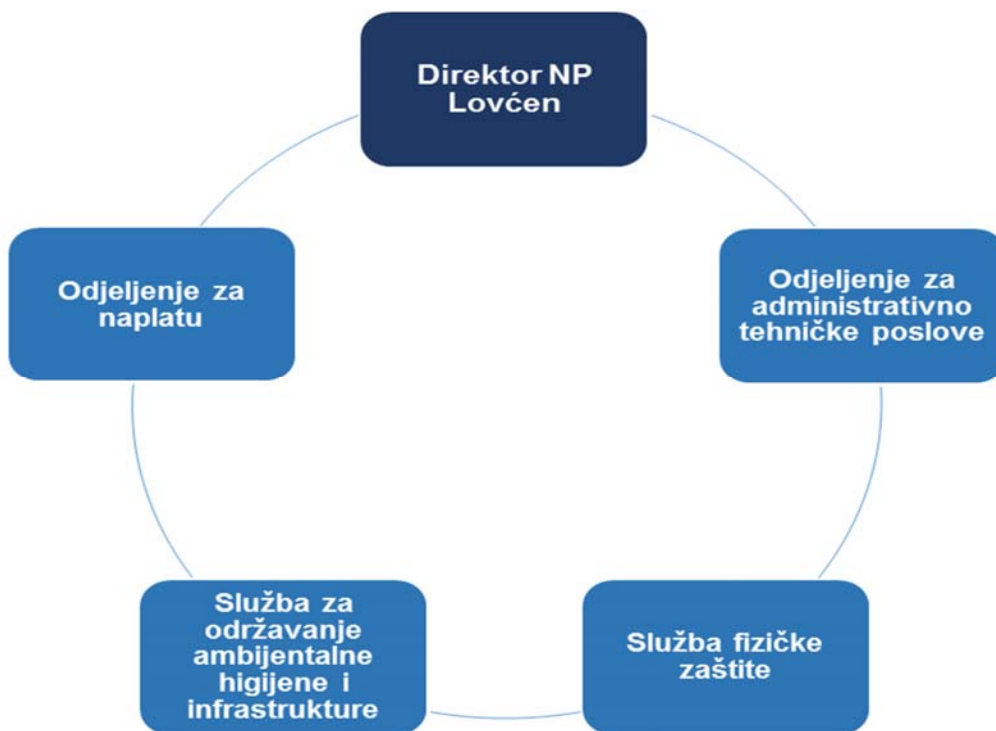 Direktor NP
Lovćen
Odjeljenje za
naplatu
Odjeljenje za
administrativno
tehničke poslove
Služba za
održavanje
ambijentalne
higijene i
infrastrukture
Služba fizičke
zaštite